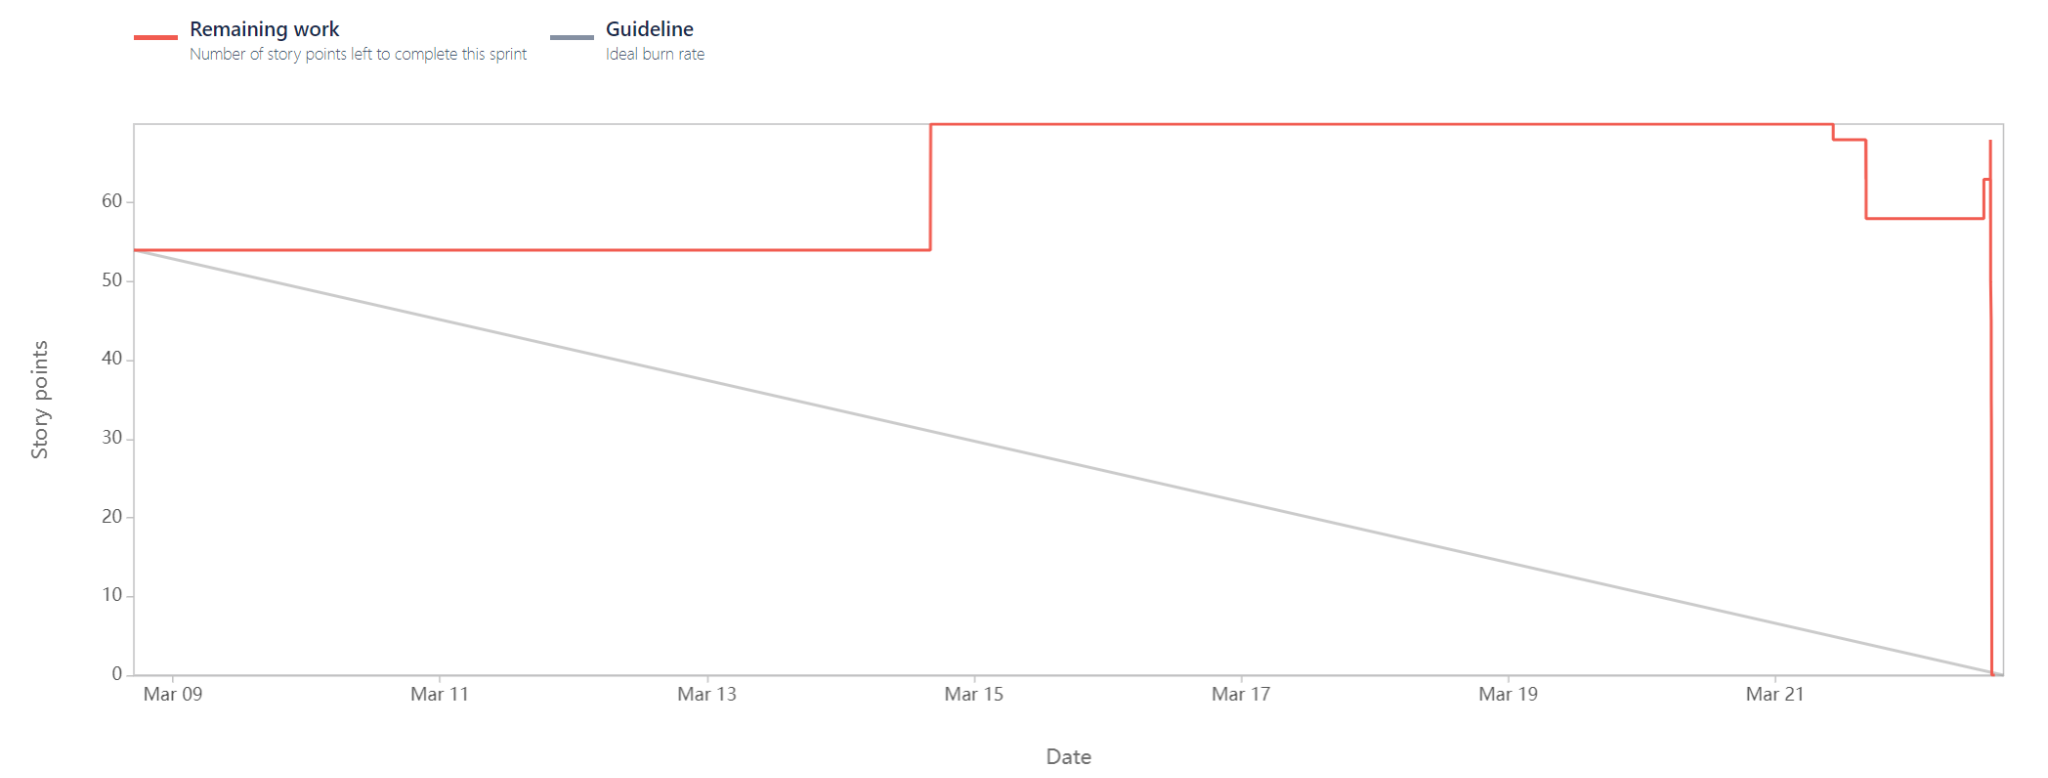 Remaining work
Number of story points left to complete this sprint
Guideline
Ideal burn rate
Story points
60
50
40
30
20
10
0
Mar 09
Mar 11
Mar 13
Mar 15
Mar 17
Mar 19
Mar 21
Date